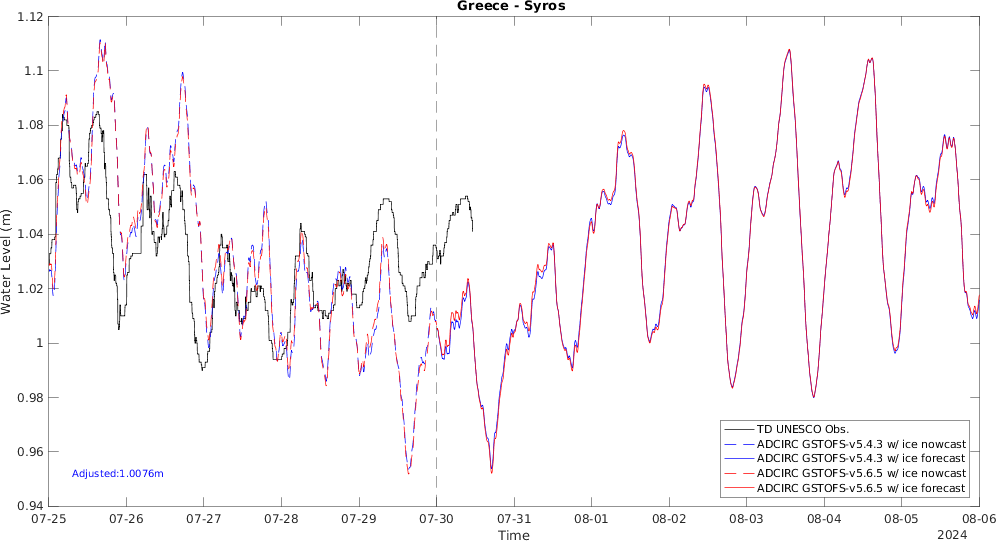 Greece - Syros
1.12
1.1
1.08
1.06
1.04
1.02
1
0.98
0.96
0.94
Water Level (m)
Adjusted:1.0076m
TD UNESCO Obs.
ADCIRC GSTOFS-v5.4.3 w/ ice nowcast
ADCIRC GSTOFS-v5.4.3 w/ ice forecast
ADCIRC GSTOFS-v5.6.5 w/ ice nowcast
ADCIRC GSTOFS-v5.6.5 w/ ice forecast
07-25 07-26 07-27 07-28 07-29 07-30 07-31 08-01 08-02 08-03 08-04 08-05 08-06
Time
2024